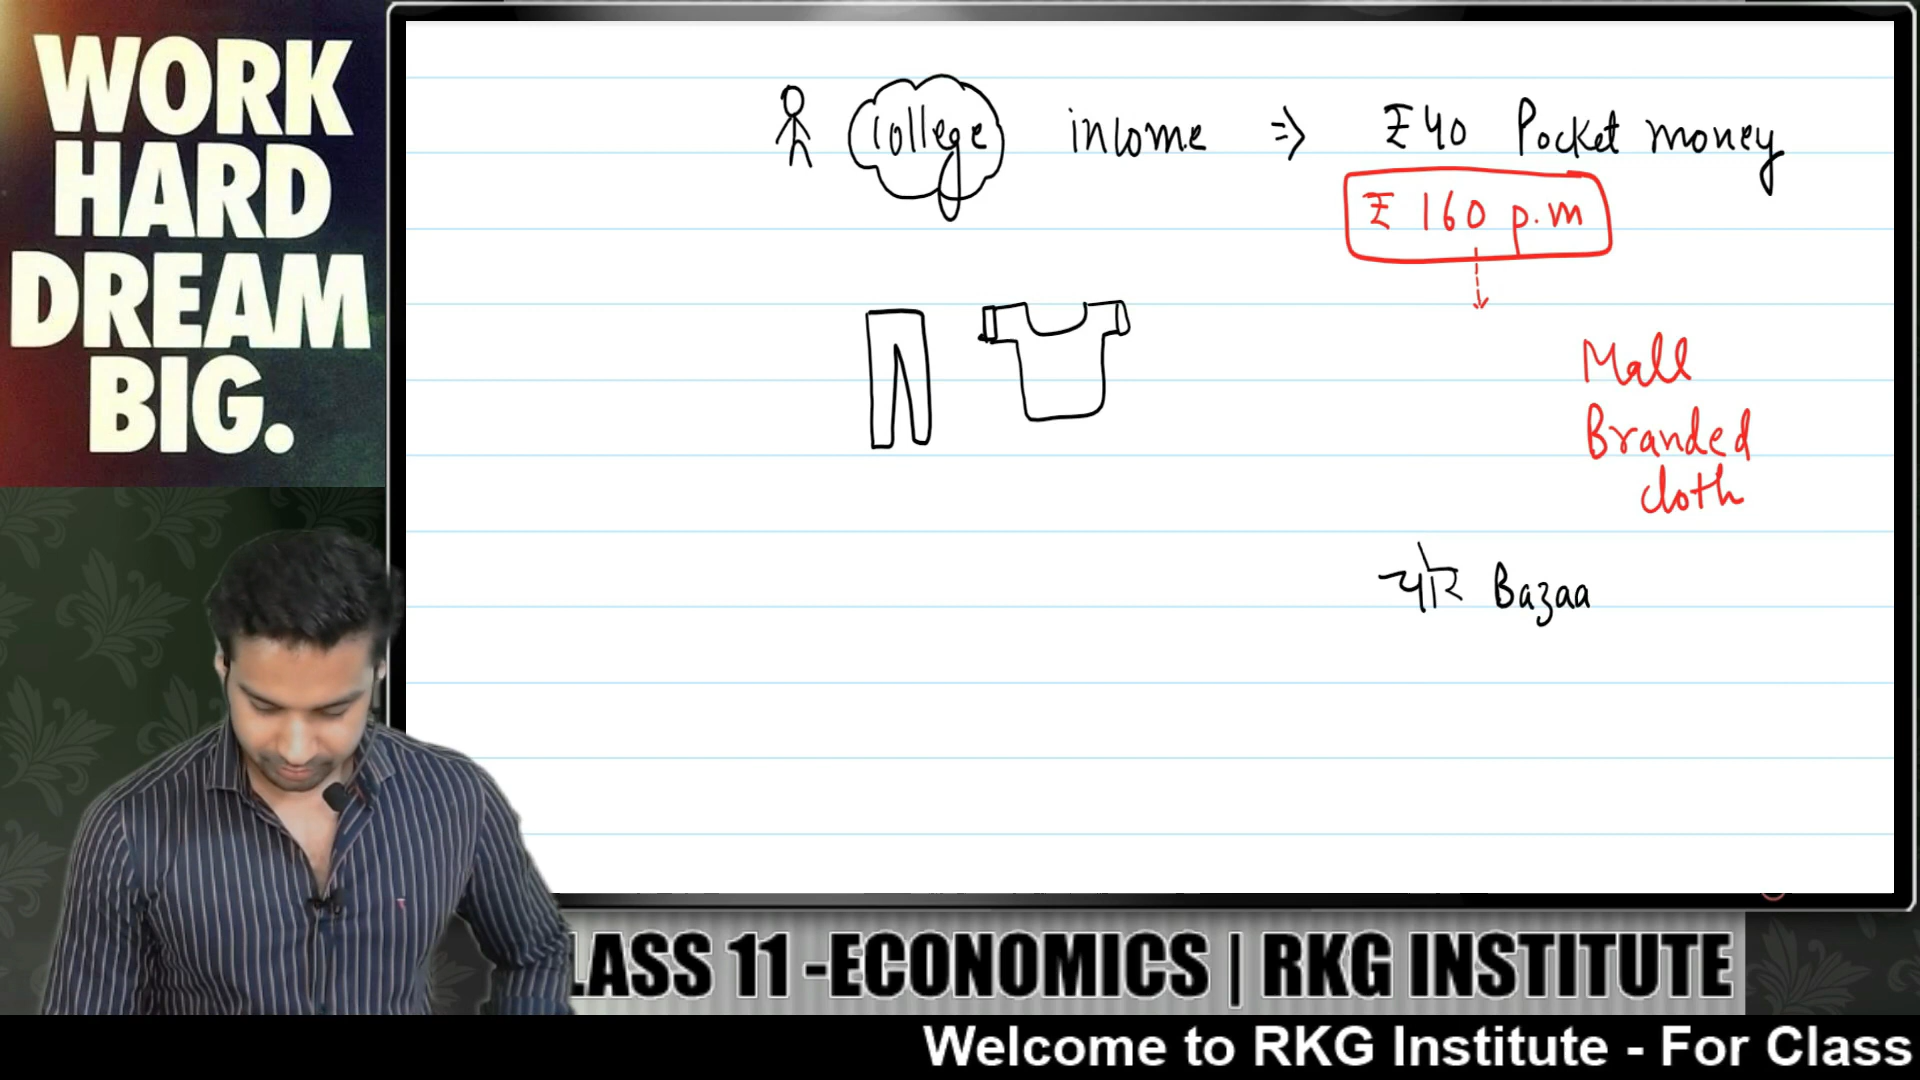 WORK
HARD
DREAM
BIG.
College income ⇒ ₹40 Pocket money
₹ 160 p.m
Mall
Branded
cloth
चोर Bazaa
LASS 11 -ECONOMICS | RKG INSTITUTE
Welcome to RKG Institute - For Class